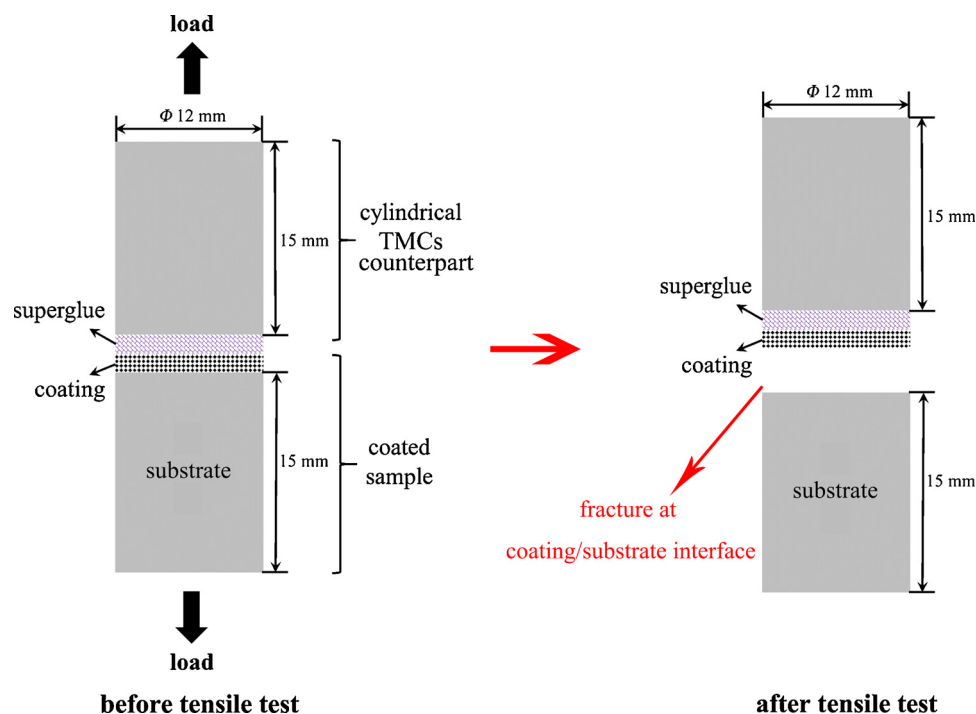 load
Φ 12 mm
15 mm
cylindrical
TMCs
counterpart
superglue
coating
15 mm
substrate
coated
sample
load
before tensile test
Φ 12 mm
15 mm
superglue
coating
fracture at
coating/substrate interface
15 mm
substrate
after tensile test